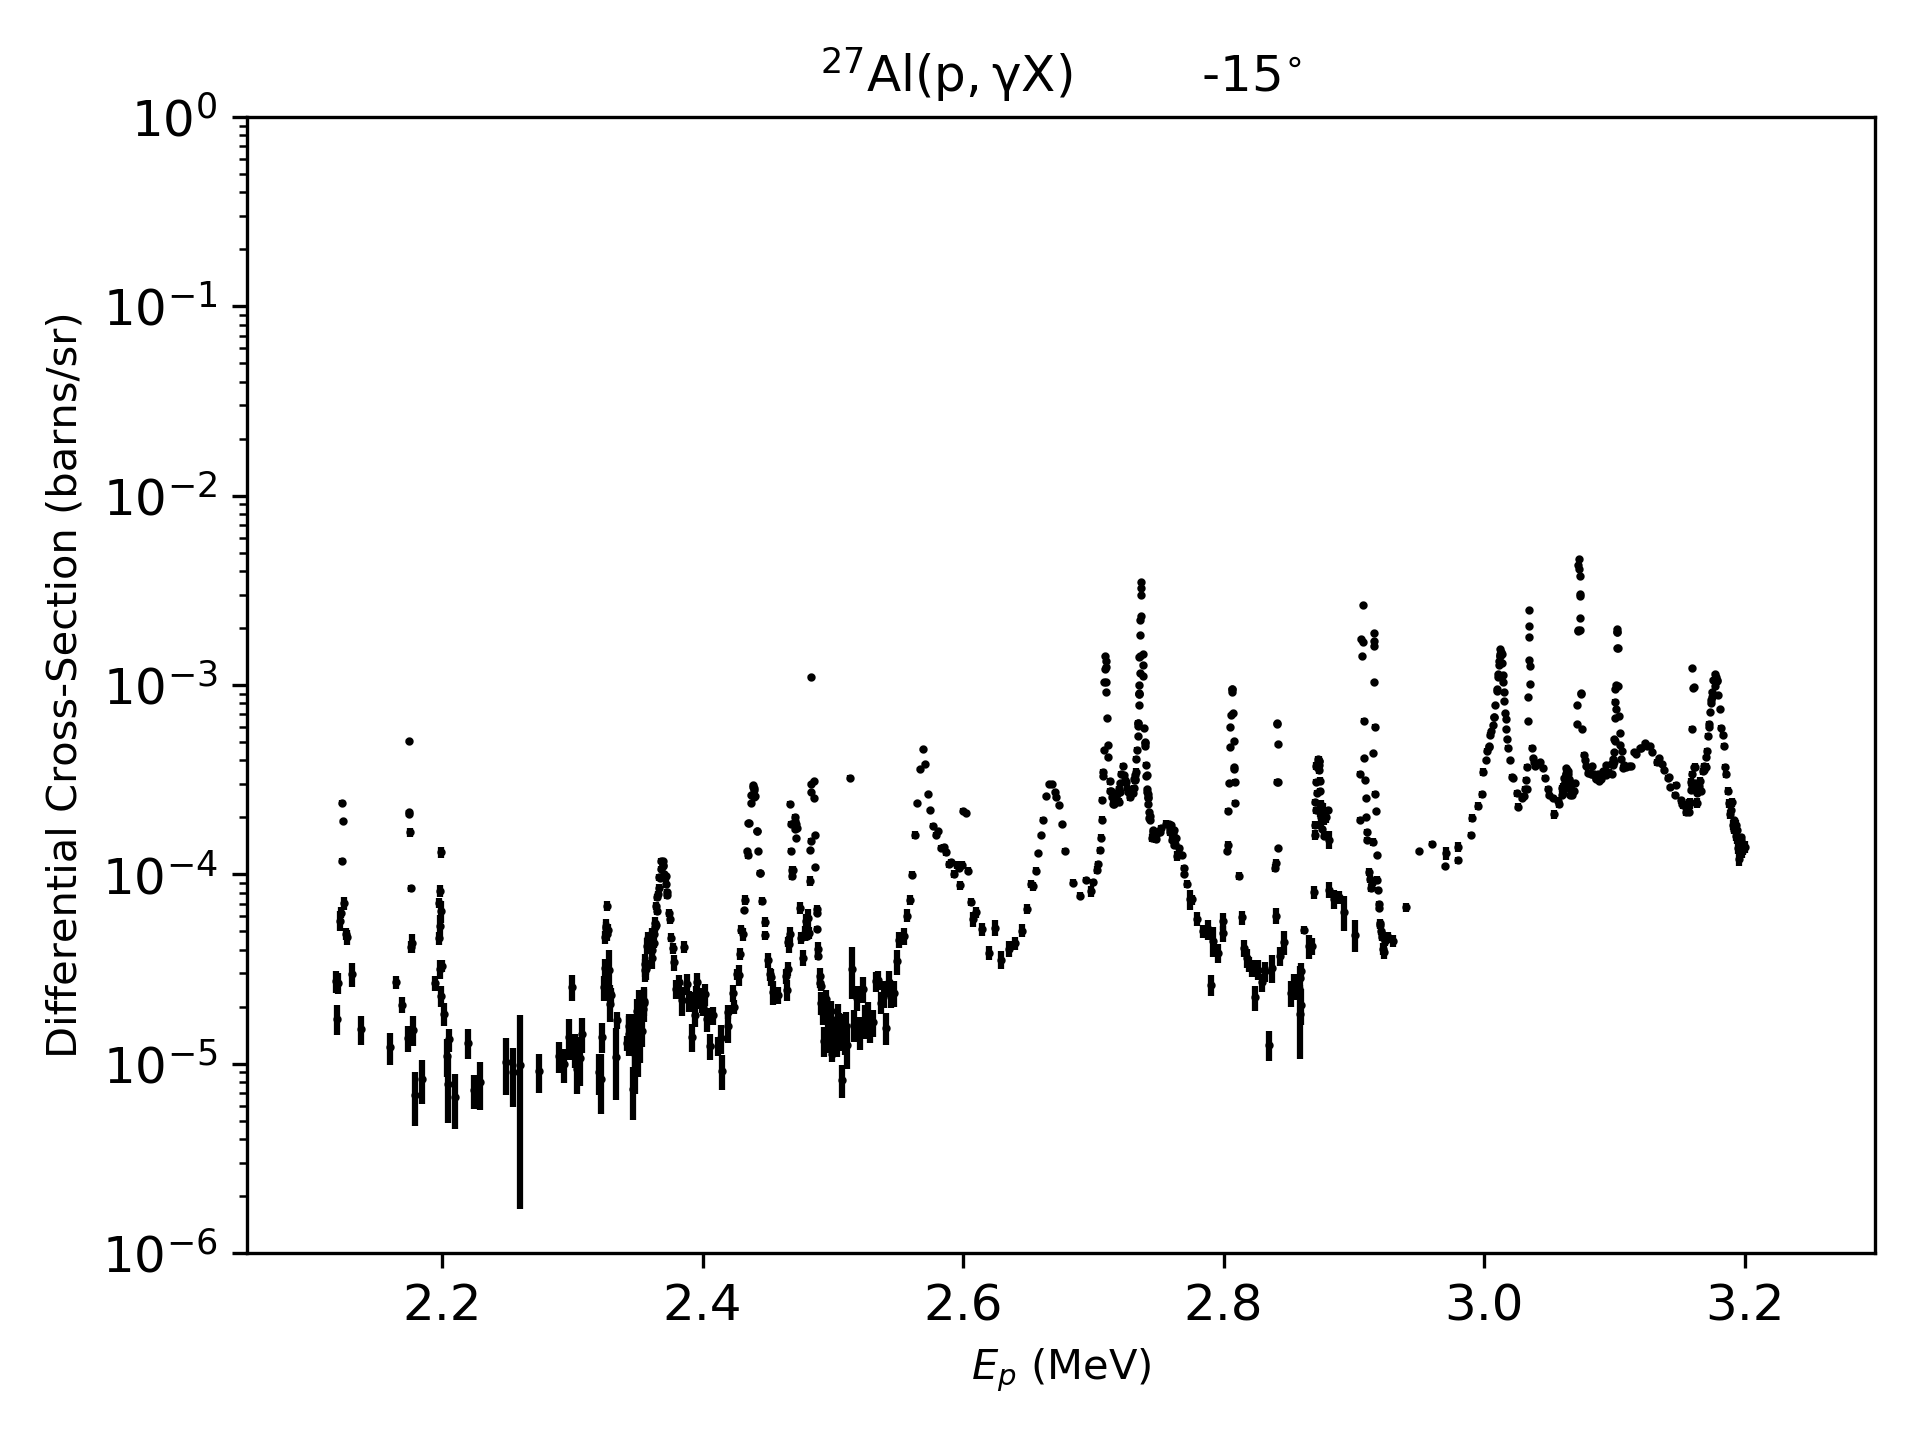 ²⁷Al(p, γX) -15°
10⁰
10⁻¹
10⁻²
10⁻³
10⁻⁴
10⁻⁵
10⁻⁶
Differential Cross-Section (barns/sr)
2.2 2.4 2.6 2.8 3.0 3.2
Eₚ (MeV)